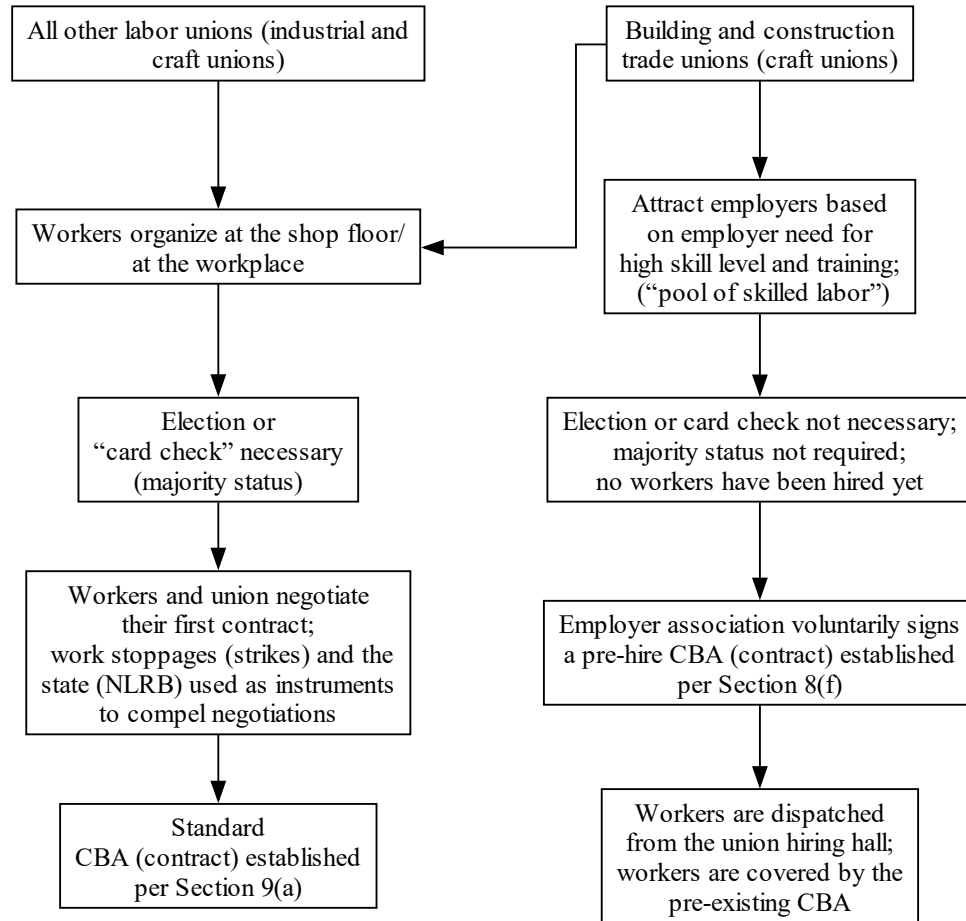 All other labor unions (industrial and
craft unions)
Workers organize at the shop floor/
at the workplace
Election or
“card check” necessary
(majority status)
Workers and union negotiate
their first contract;
work stoppages (strikes) and the
state (NLRB) used as instruments
to compel negotiations
Standard
CBA (contract) established
per Section 9(a)
Building and construction
trade unions (craft unions)
Attract employers based
on employer need for
high skill level and training;
(“pool of skilled labor”)
Election or card check not necessary;
majority status not required;
no workers have been hired yet
Employer association voluntarily signs
a pre-hire CBA (contract) established
per Section 8(f)
Workers are dispatched
from the union hiring hall;
workers are covered by the
pre-existing CBA